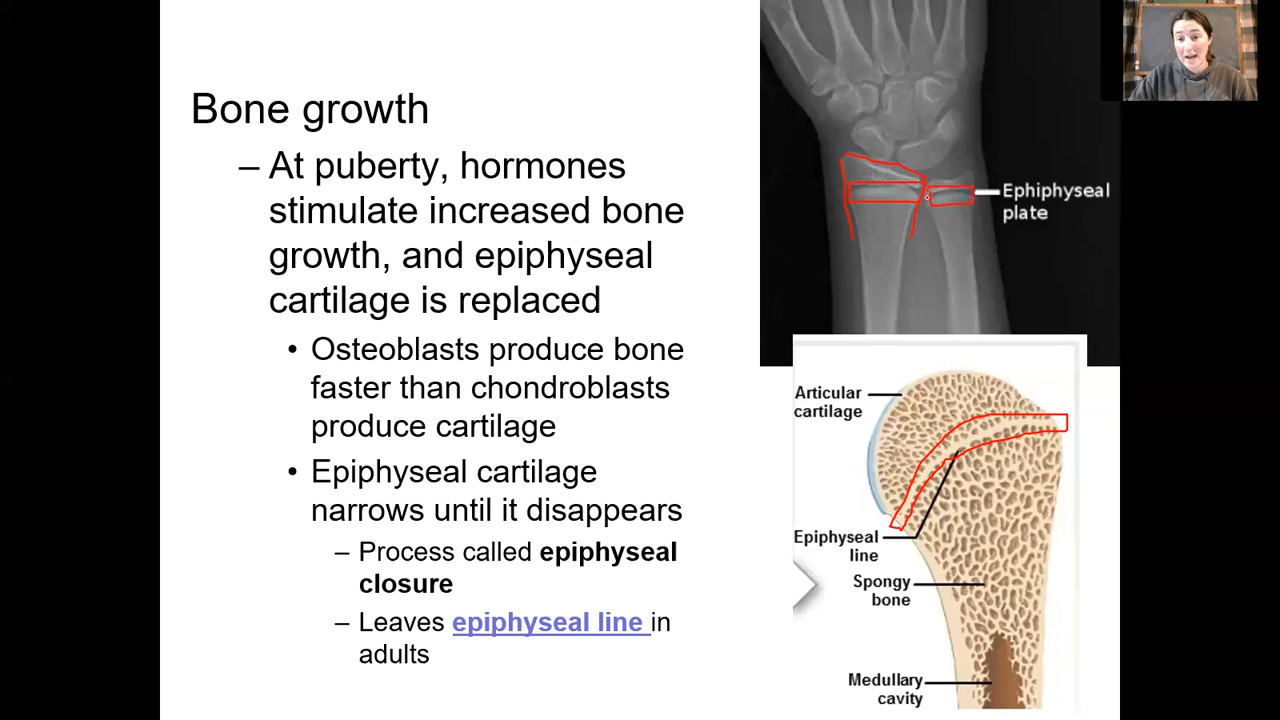 Bone growth
– At puberty, hormones
stimulate increased bone
growth, and epiphyseal
cartilage is replaced
• Osteoblasts produce bone
faster than chondroblasts
produce cartilage
• Epiphyseal cartilage
narrows until it disappears
– Process called epiphyseal
closure
– Leaves epiphyseal line in
adults
Ephiphyseal
plate
Articular
cartilage
Epiphyseal
line
Spongy
bone
Medullary
cavity